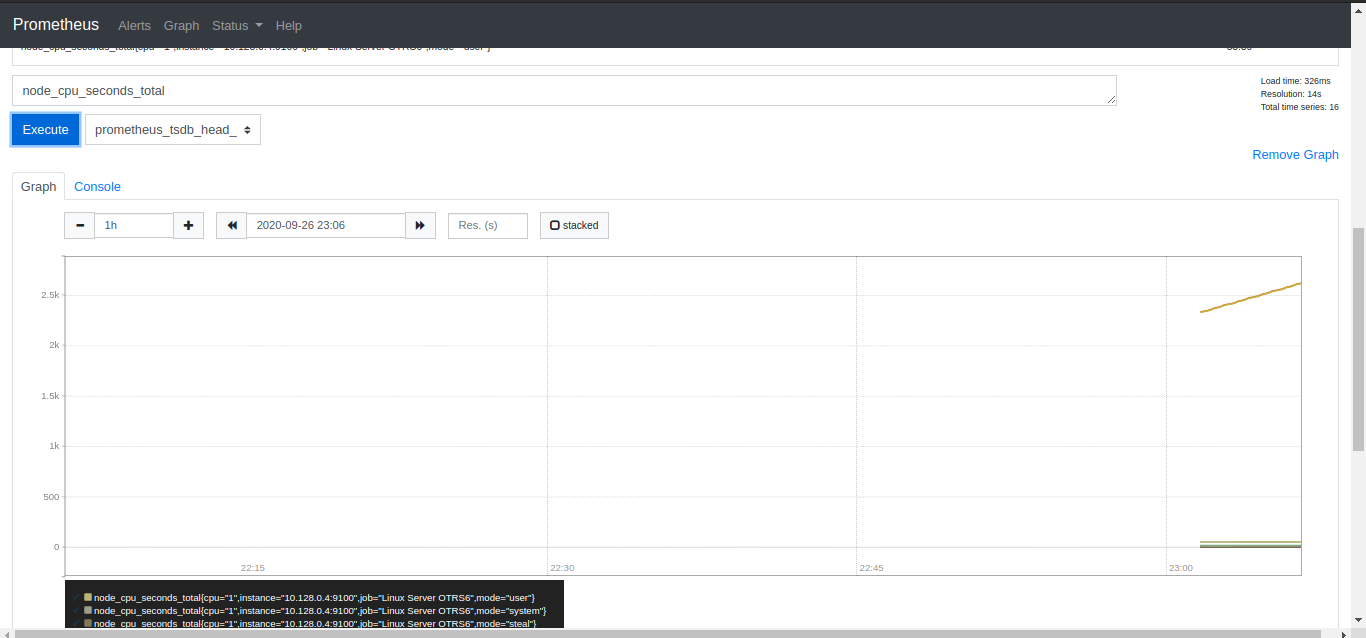 Prometheus Alerts Graph Status Help
node_cpu_seconds_total
Load time: 326ms
Resolution: 14s
Total time series: 16
Execute prometheus_tsdb_head_
Remove Graph
Graph Console
1h 2020-09-26 23:06 Res. (s) stacked
2.5k
2k
1.5k
1k
500
0
22:15 22:30 22:45 23:00
node_cpu_seconds_total{cpu="1",instance="10.128.0.4:9100",job="Linux Server OTRS6",mode="user"}
node_cpu_seconds_total{cpu="1",instance="10.128.0.4:9100",job="Linux Server OTRS6",mode="system"}
node_cpu_seconds_total{cpu="1",instance="10.128.0.4:9100",job="Linux Server OTRS6",mode="steal"}